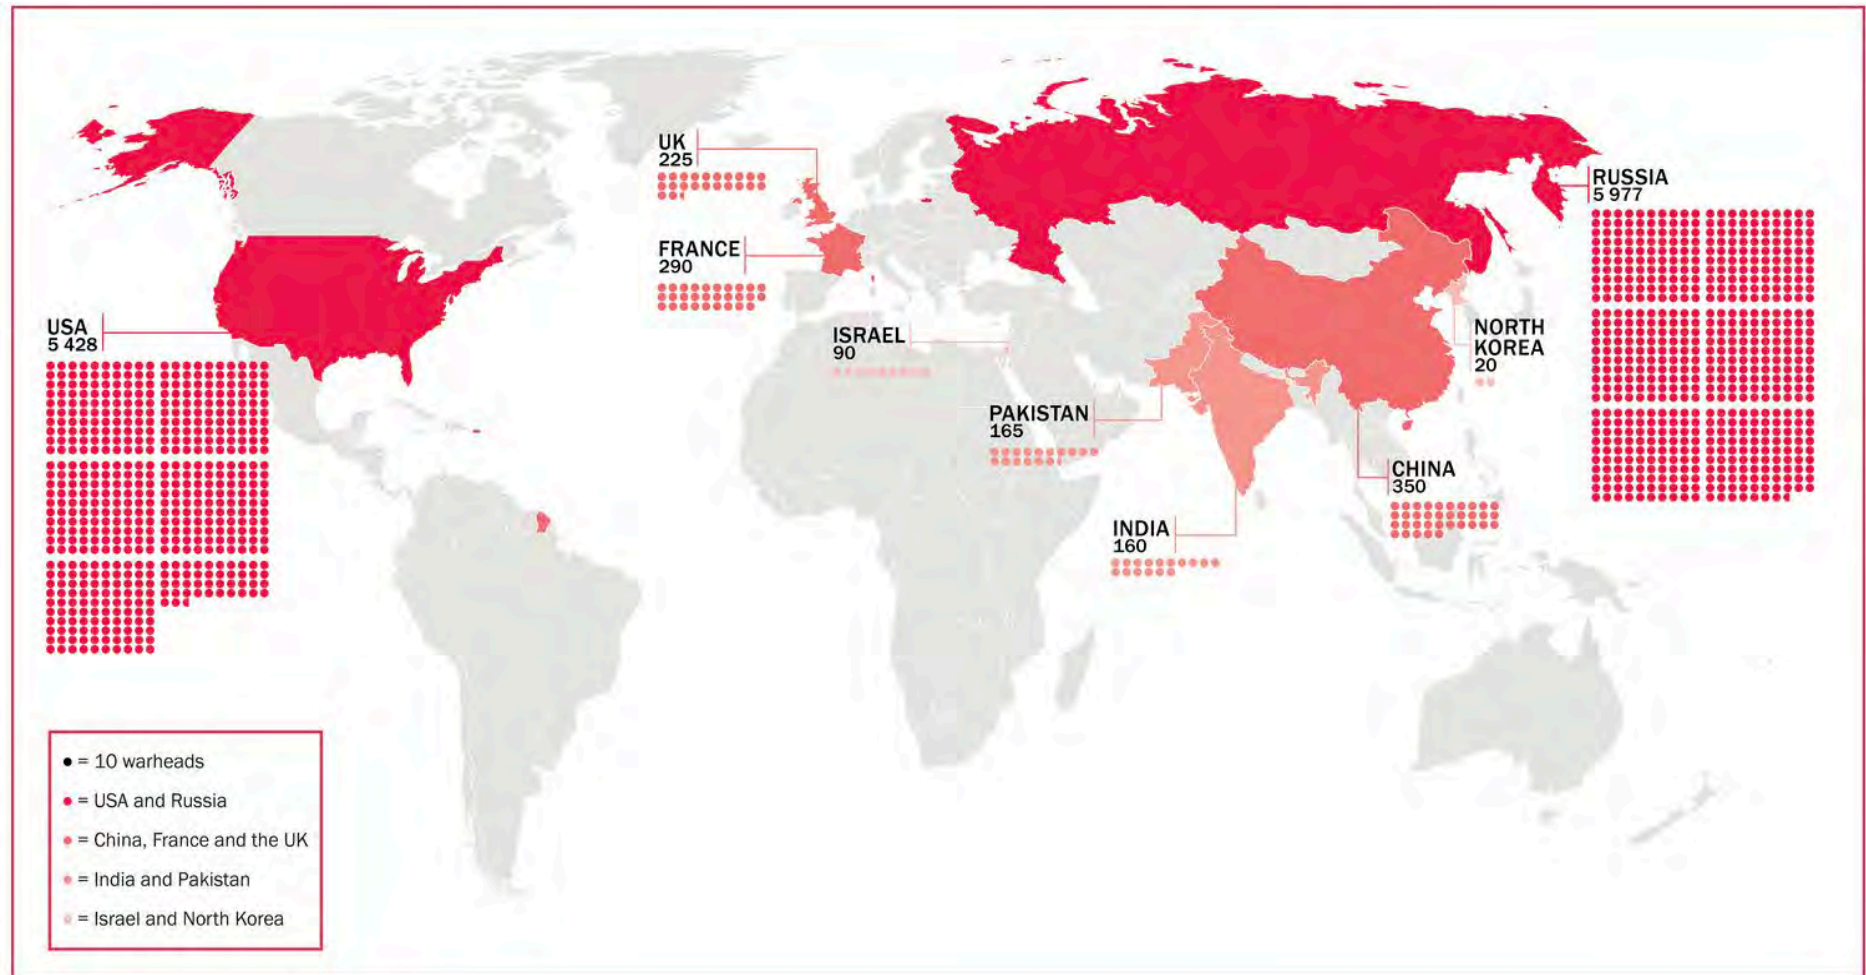 UK
225
RUSSIA
5 977
FRANCE
290
USA
5 428
ISRAEL
90
NORTH
KOREA
20
PAKISTAN
165
CHINA
350
INDIA
160
= 10 warheads
= USA and Russia
= China, France and the UK
= India and Pakistan
= Israel and North Korea